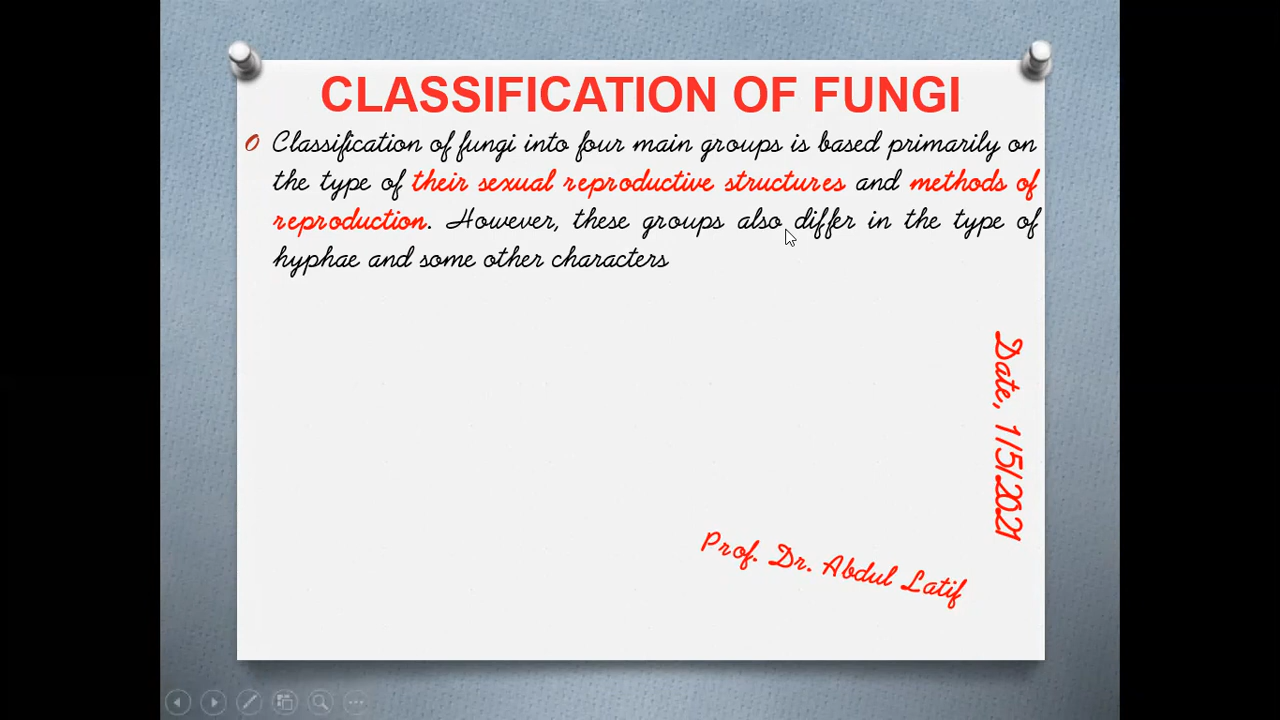 CLASSIFICATION OF FUNGI
Classification of fungi into four main groups is based primarily on
the type of their sexual reproductive structures and methods of
reproduction. However, these groups also differ in the type of
hyphae and some other characters
Date, 1/5/2021
Prof. Dr. Abdul Latif